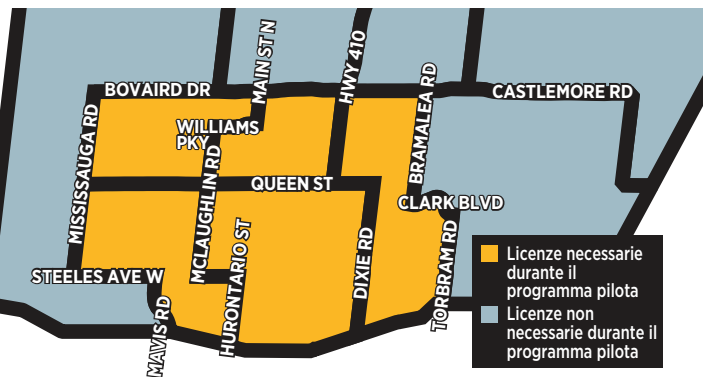 MAIN ST N
HWY 410
BOVAIRD DR
BRAMALEA RD
CASTLEMORE RD
MISSISSAUGA RD
WILLIAMS
PKY
MCLAUGHLIN RD
QUEEN ST
CLARK BLVD
STEELES AVE W
MAVIS RD
HURONTARIO ST
DIXIE RD
TORBRAM RD
Licenze necessarie
durante il
programma pilota
Licenze non
necessarie durante il
programma pilota